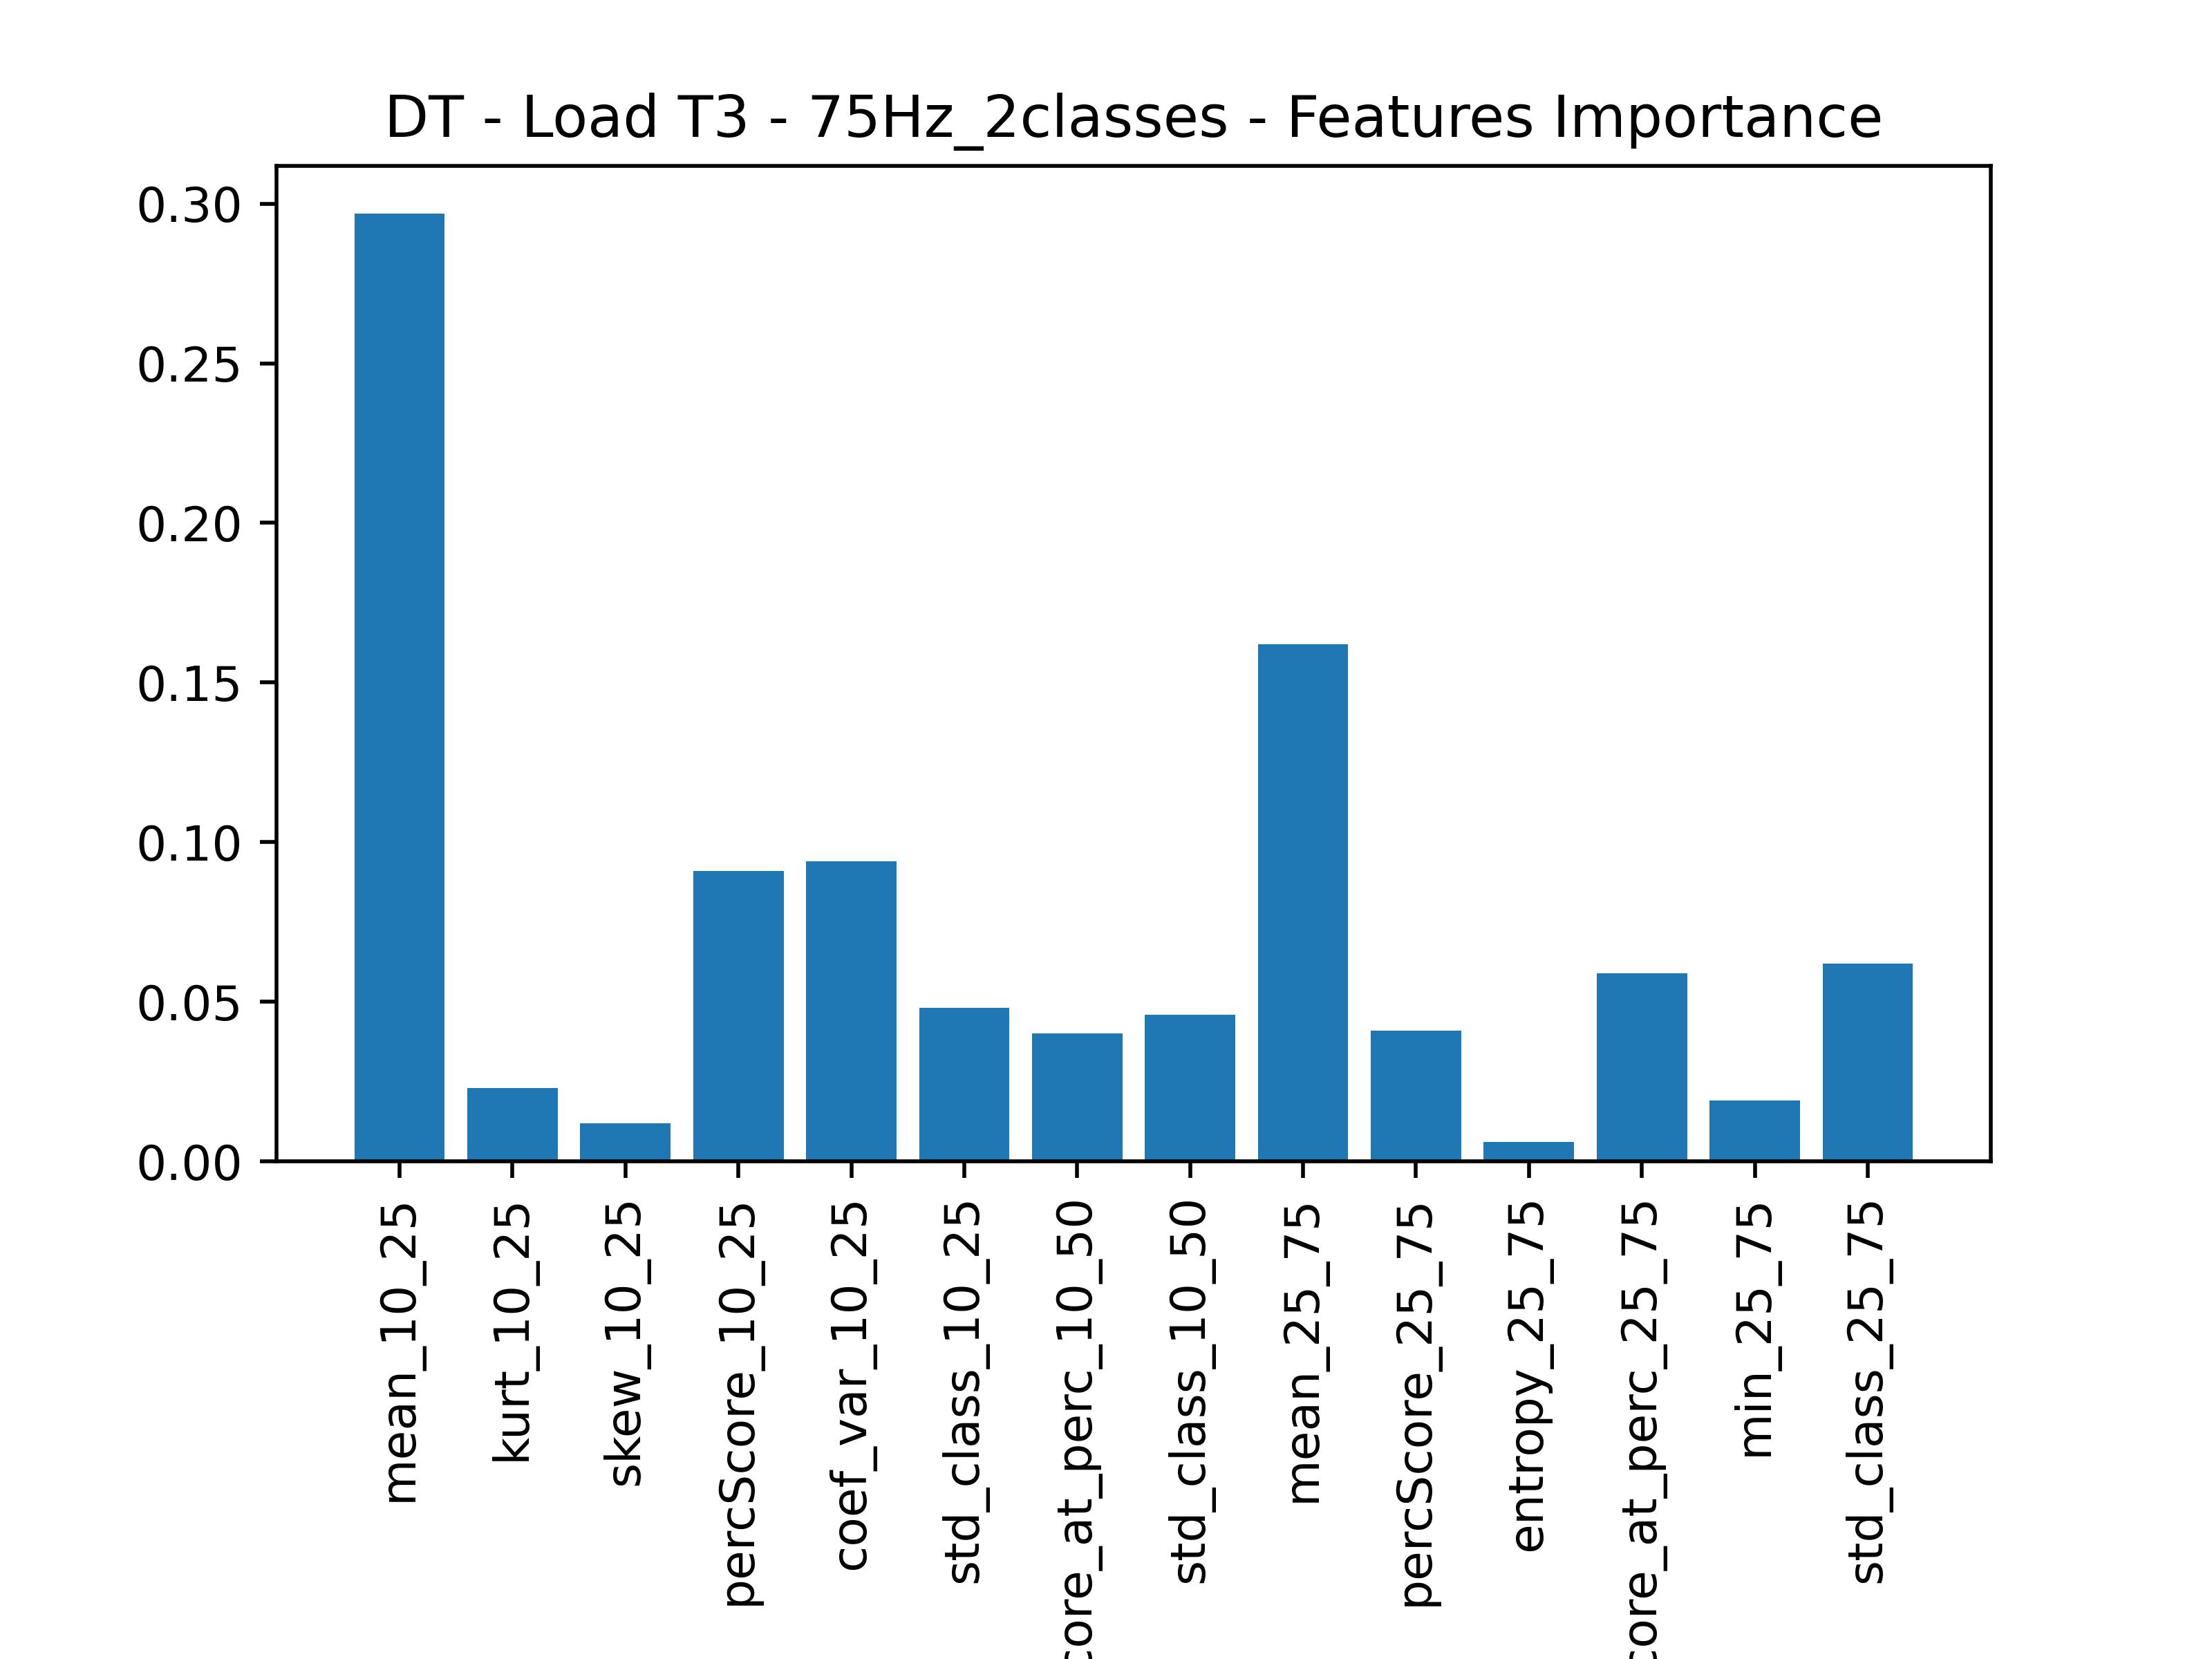 DT - Load T3 - 75Hz_2classes - Features Importance
0.30
0.25
0.20
0.15
0.10
0.05
0.00
mean_10_25
kurt_10_25
skew_10_25
percScore_10_25
coef_var_10_25
std_class_10_25
core_at_perc_10_50
std_class_10_50
mean_25_75
percScore_25_75
entropy_25_75
core_at_perc_25_75
min_25_75
std_class_25_75